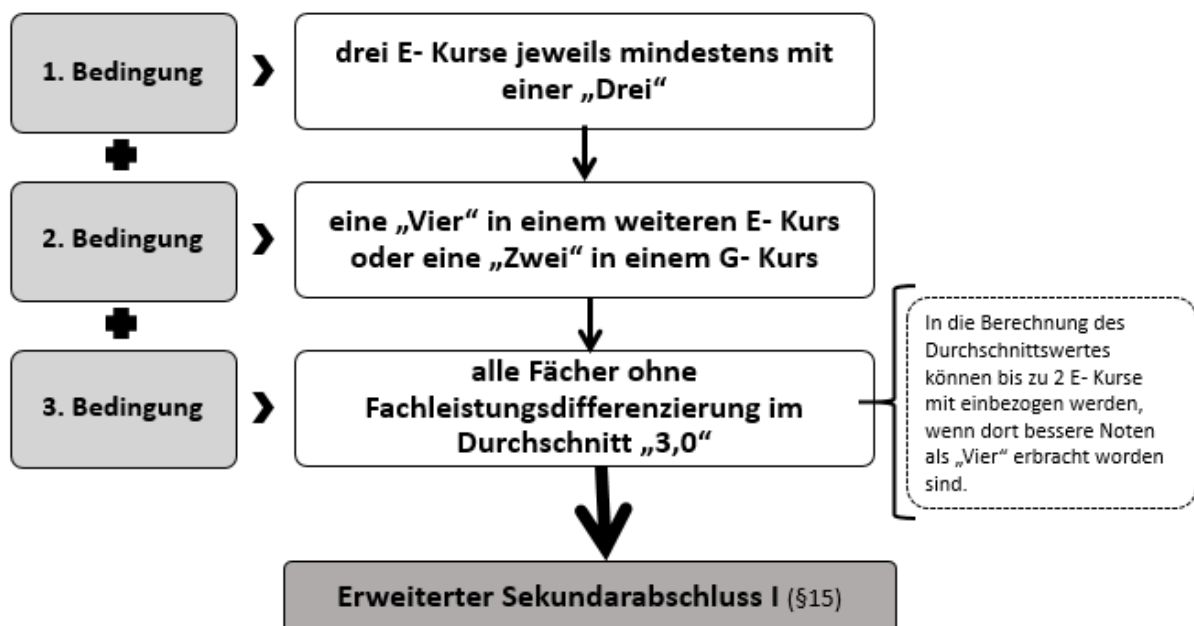 1. Bedingung
drei E- Kurse jeweils mindestens mit
einer „Drei“
2. Bedingung
eine „Vier“ in einem weiteren E- Kurs
oder eine „Zwei“ in einem G- Kurs
3. Bedingung
alle Fächer ohne
Fachleistungsdifferenzierung im
Durchschnitt „3,0“
In die Berechnung des
Durchschnittswertes
können bis zu 2 E- Kurse
mit einbezogen werden,
wenn dort bessere Noten
als „Vier“ erbracht worden
sind.
Erweiterter Sekundarabschluss I (§15)